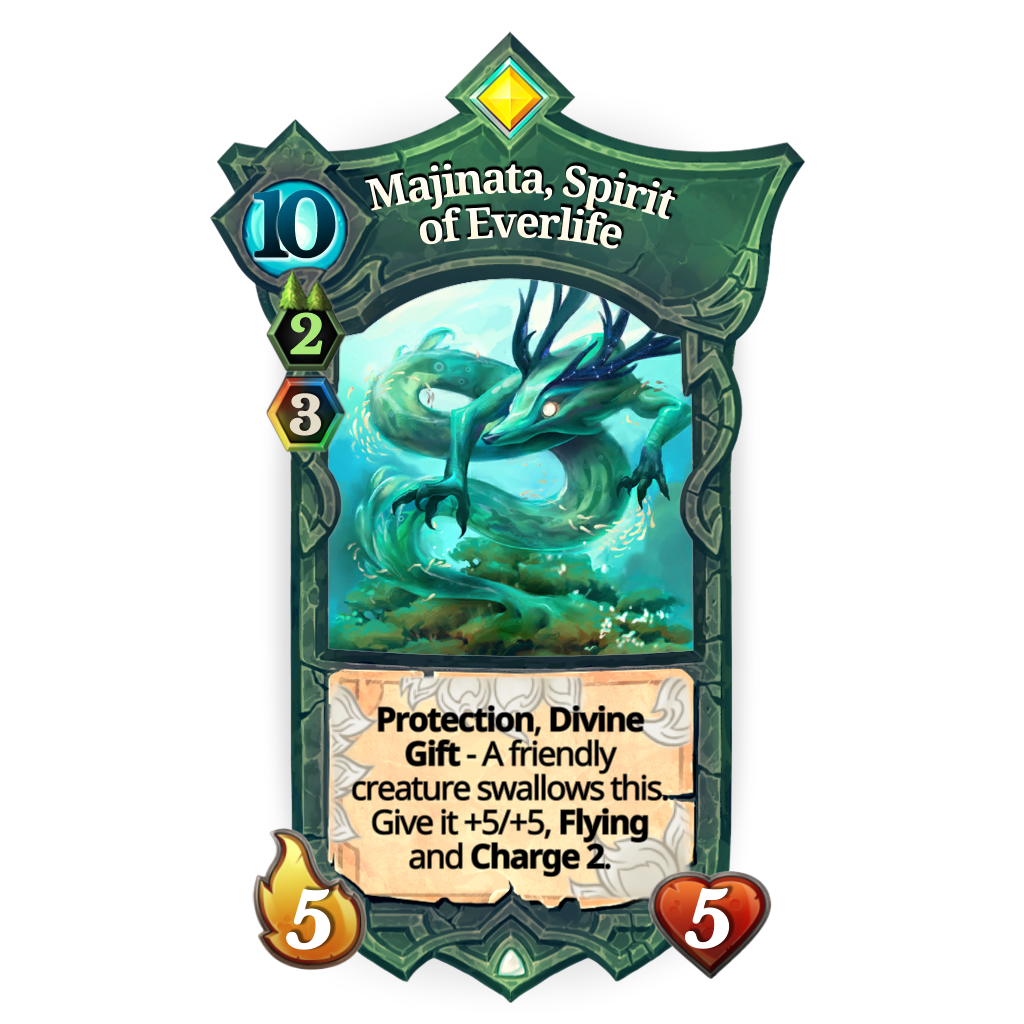 Majinata, Spirit
of Everlife
10
2
3
Protection, Divine
Gift - A friendly
creature swallows this.
Give it +5/+5, Flying
and Charge 2.
5
5